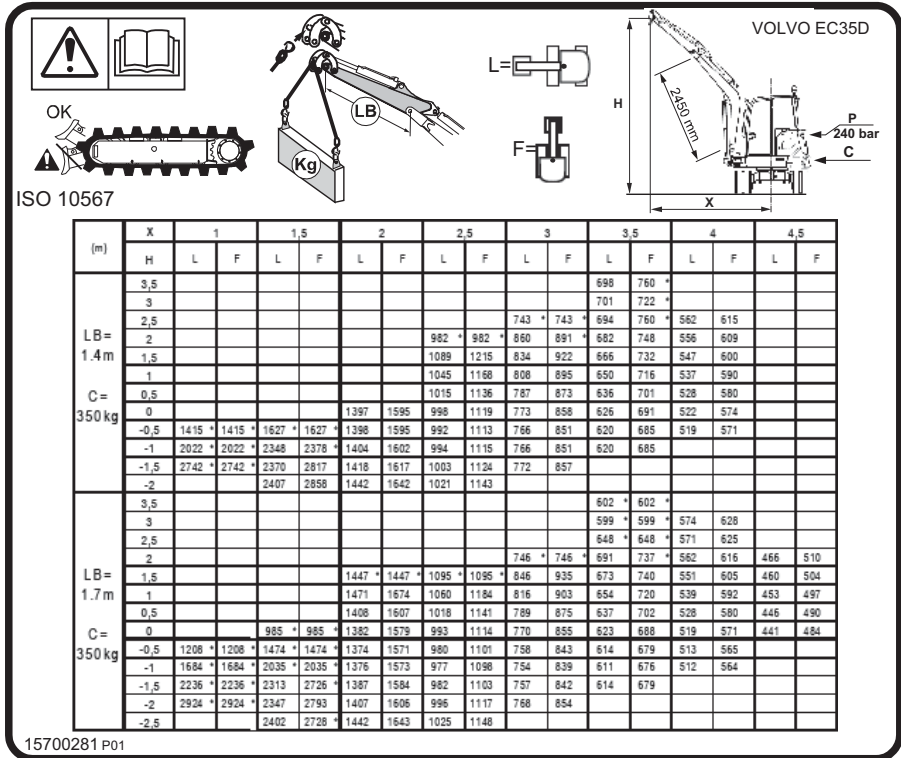 VOLVO EC35D
OK
LB
Kg
L=
F=
H
2450 mm
P
240 bar
C
X
ISO 10567
(m) X 1 1,5 2 2,5 3 3,5 4 4,5
H L F L F L F L F L F L F L F L F
LB= 1.4m C= 350 kg
3,5 698 760 *
3 701 722 *
2,5 743 * 743 * 694 760 * 562 615
2 982 * 982 * 860 891 * 682 748 556 609
1,5 1089 1215 834 922 666 732 547 600
1 1045 1168 808 895 650 716 537 590
0,5 1015 1136 787 873 636 701 528 580
0 1397 1595 998 1119 773 858 626 691 522 574
-0,5 1415 * 1415 * 1627 * 1627 * 1398 1595 992 1113 766 851 620 685 519 571
-1 2022 * 2022 * 2348 2378 * 1404 1602 994 1115 766 851 620 685
-1,5 2742 * 2742 * 2370 2817 1418 1617 1003 1124 772 857
-2 2407 2858 1442 1642 1021 1143
LB= 1.7m C= 350 kg
3,5 602 * 602 *
3 599 * 599 * 574 628
2,5 648 * 648 * 571 625
2 746 * 746 * 691 737 * 562 616 466 510
1,5 1447 * 1447 * 1095 * 1095 * 846 935 673 740 551 605 460 504
1 1471 1674 1060 1184 816 903 654 720 539 592 453 497
0,5 1408 1607 1018 1141 789 875 637 702 528 580 446 490
0 985 * 985 * 1382 1579 993 1114 770 855 623 688 519 571 441 484
-0,5 1208 * 1208 * 1474 * 1474 * 1374 1571 980 1101 758 843 614 679 513 565
-1 1684 * 1684 * 2035 * 2035 * 1376 1573 977 1098 754 839 611 676 512 564
-1,5 2236 * 2236 * 2313 2726 * 1387 1584 982 1103 757 842 614 679
-2 2924 * 2924 * 2347 2793 1407 1606 996 1117 768 854
-2,5 2402 2728 * 1442 1643 1025 1148
15700281 P01